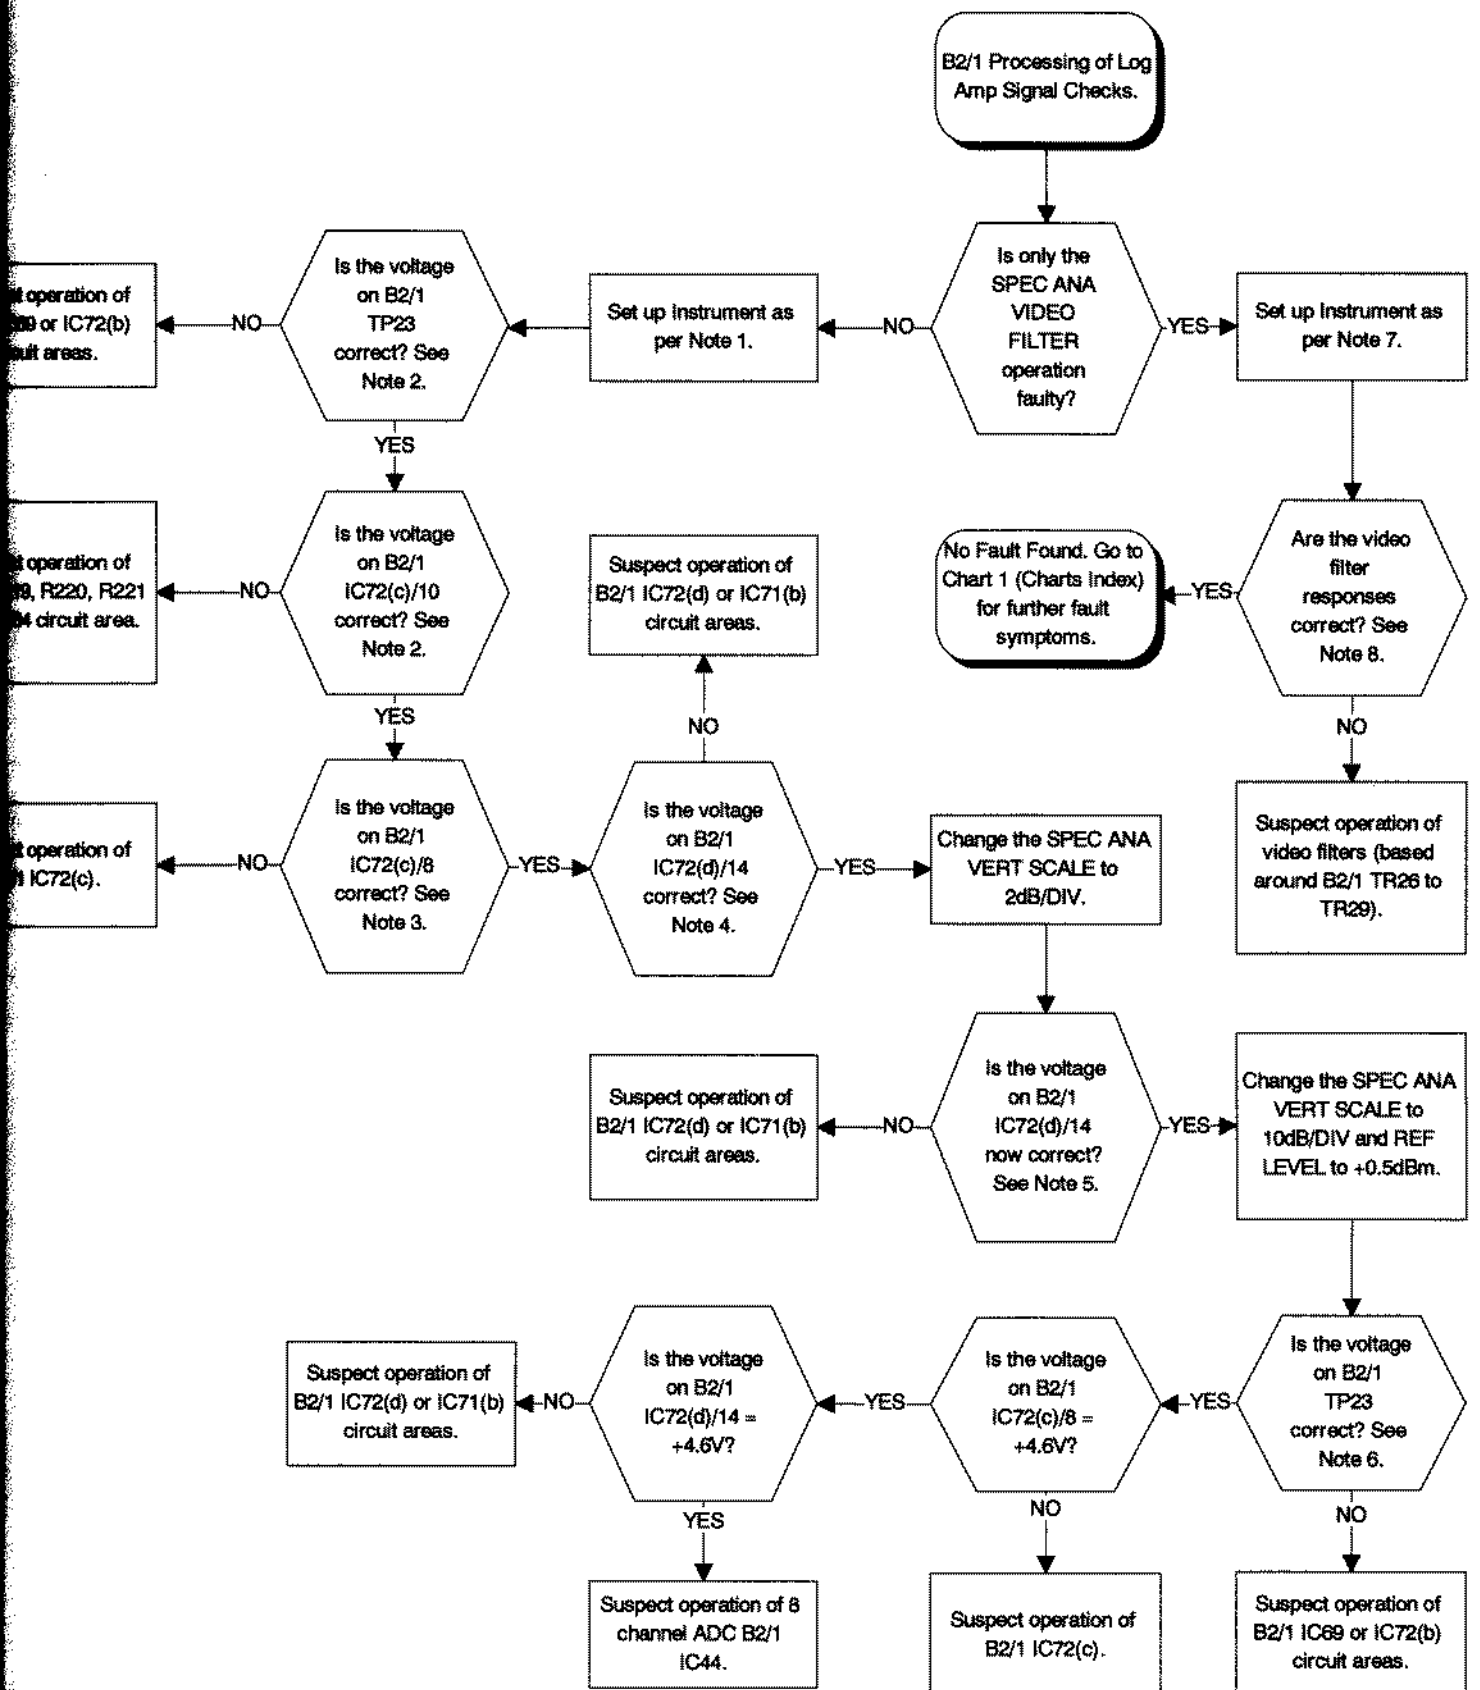 B2/1 Processing of Log
Amp Signal Checks.
Is only the
SPEC ANA
VIDEO
FILTER
operation
faulty?
NO
YES
Set up Instrument as
per Note 1.
Set up Instrument as
per Note 7.
Is the voltage
on B2/1
TP23
correct? See
Note 2.
NO
operation of
or IC72(b)
areas.
YES
Is the voltage
on B2/1
IC72(c)/10
correct? See
Note 2.
NO
operation of
R220, R221
circuit area.
YES
Suspect operation of
B2/1 IC72(d) or IC71(b)
circuit areas.
NO
No Fault Found. Go to
Chart 1 (Charts Index)
for further fault
symptoms.
YES
Are the video
filter
responses
correct? See
Note 8.
NO
Suspect operation of
video filters (based
around B2/1 TR26 to
TR29).
Is the voltage
on B2/1
IC72(c)/8
correct? See
Note 3.
NO
operation of
IC72(c).
YES
Is the voltage
on B2/1
IC72(d)/14
correct? See
Note 4.
YES
Change the SPEC ANA
VERT SCALE to
2dB/DIV.
Is the voltage
on B2/1
IC72(d)/14
now correct?
See Note 5.
NO
Suspect operation of
B2/1 IC72(d) or IC71(b)
circuit areas.
YES
Change the SPEC ANA
VERT SCALE to
10dB/DIV and REF
LEVEL to +0.5dBm.
Is the voltage
on B2/1
TP23
correct? See
Note 6.
YES
NO
Suspect operation of
B2/1 IC69 or IC72(b)
circuit areas.
Is the voltage
on B2/1
IC72(c)/8 =
+4.6V?
YES
NO
Suspect operation of
B2/1 IC72(c).
Is the voltage
on B2/1
IC72(d)/14 =
+4.6V?
NO
Suspect operation of
B2/1 IC72(d) or IC71(b)
circuit areas.
YES
Suspect operation of 8
channel ADC B2/1
IC44.